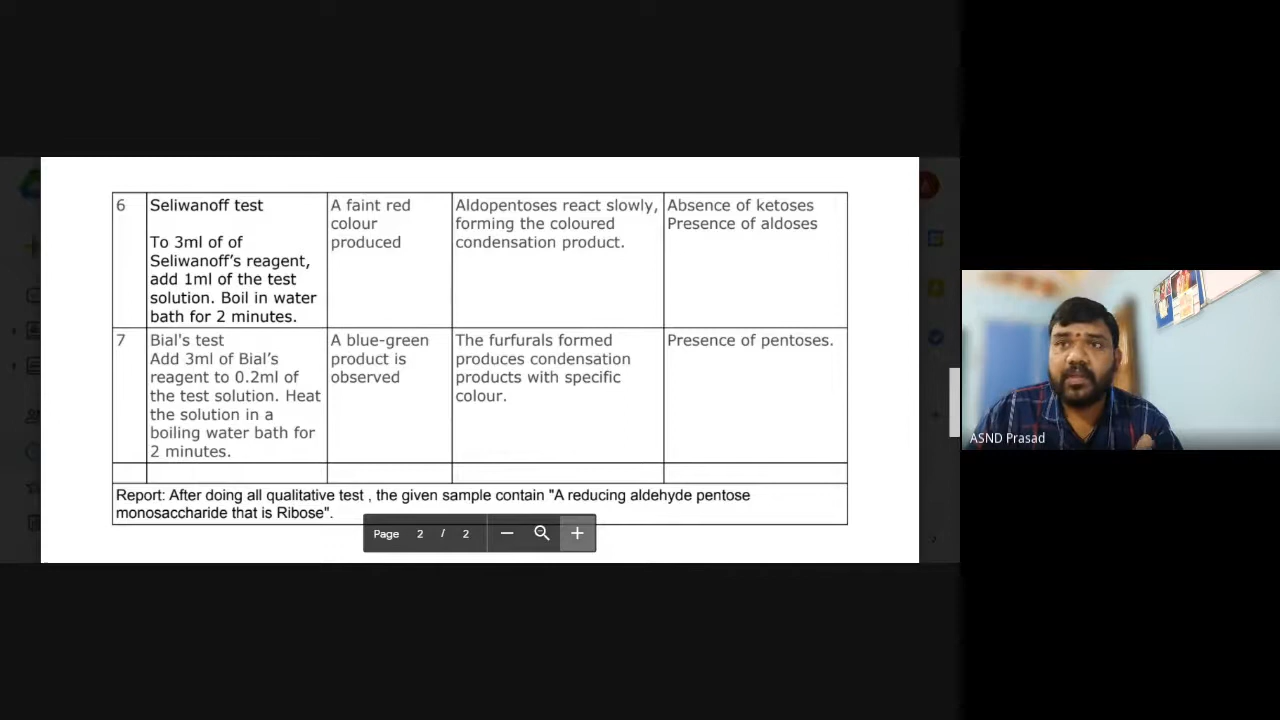 6
Seliwanoff test
To 3ml of of
Seliwanoff's reagent,
add 1ml of the test
solution. Boil in water
bath for 2 minutes.
A faint red
colour
produced
Aldopentoses react slowly,
forming the coloured
condensation product.
Absence of ketoses
Presence of aldoses
7
Bial's test
Add 3ml of Bial's
reagent to 0.2ml of
the test solution. Heat
the solution in a
boiling water bath for
2 minutes.
A blue-green
product is
observed
The furfurals formed
produces condensation
products with specific
colour.
Presence of pentoses.
Report: After doing all qualitative test , the given sample contain "A reducing aldehyde pentose
monosaccharide that is Ribose".
Page 2 / 2
ASND Prasad